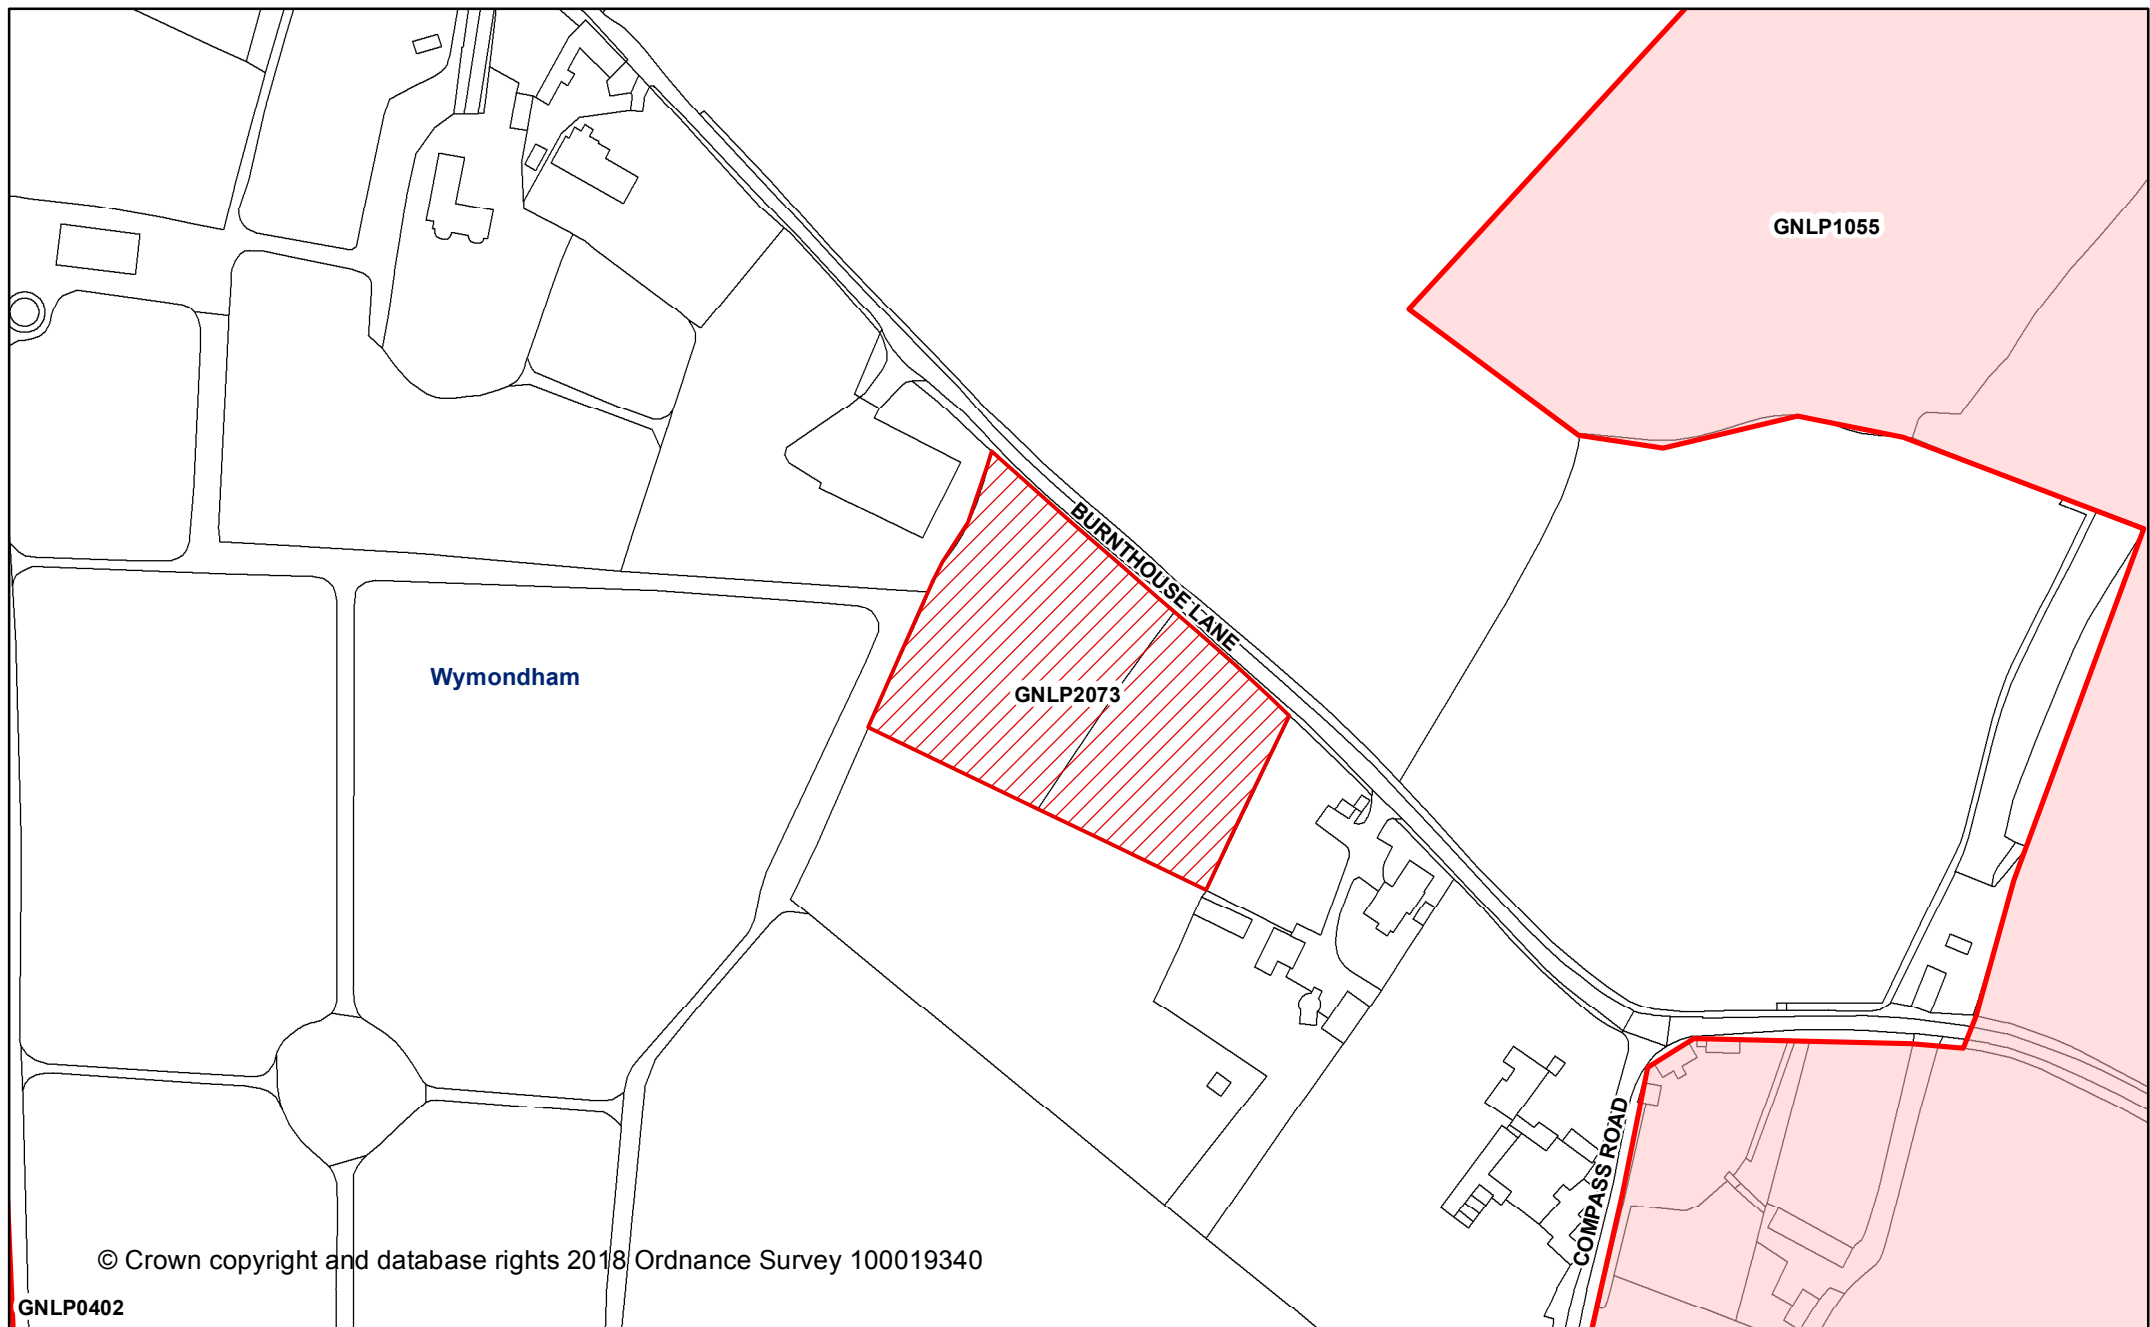 GNLP1055
BURNTHOUSE LANE
Wymondham
GNLP2073
COMPASS ROAD
© Crown copyright and database rights 2018 Ordnance Survey 100019340
GNLP0402